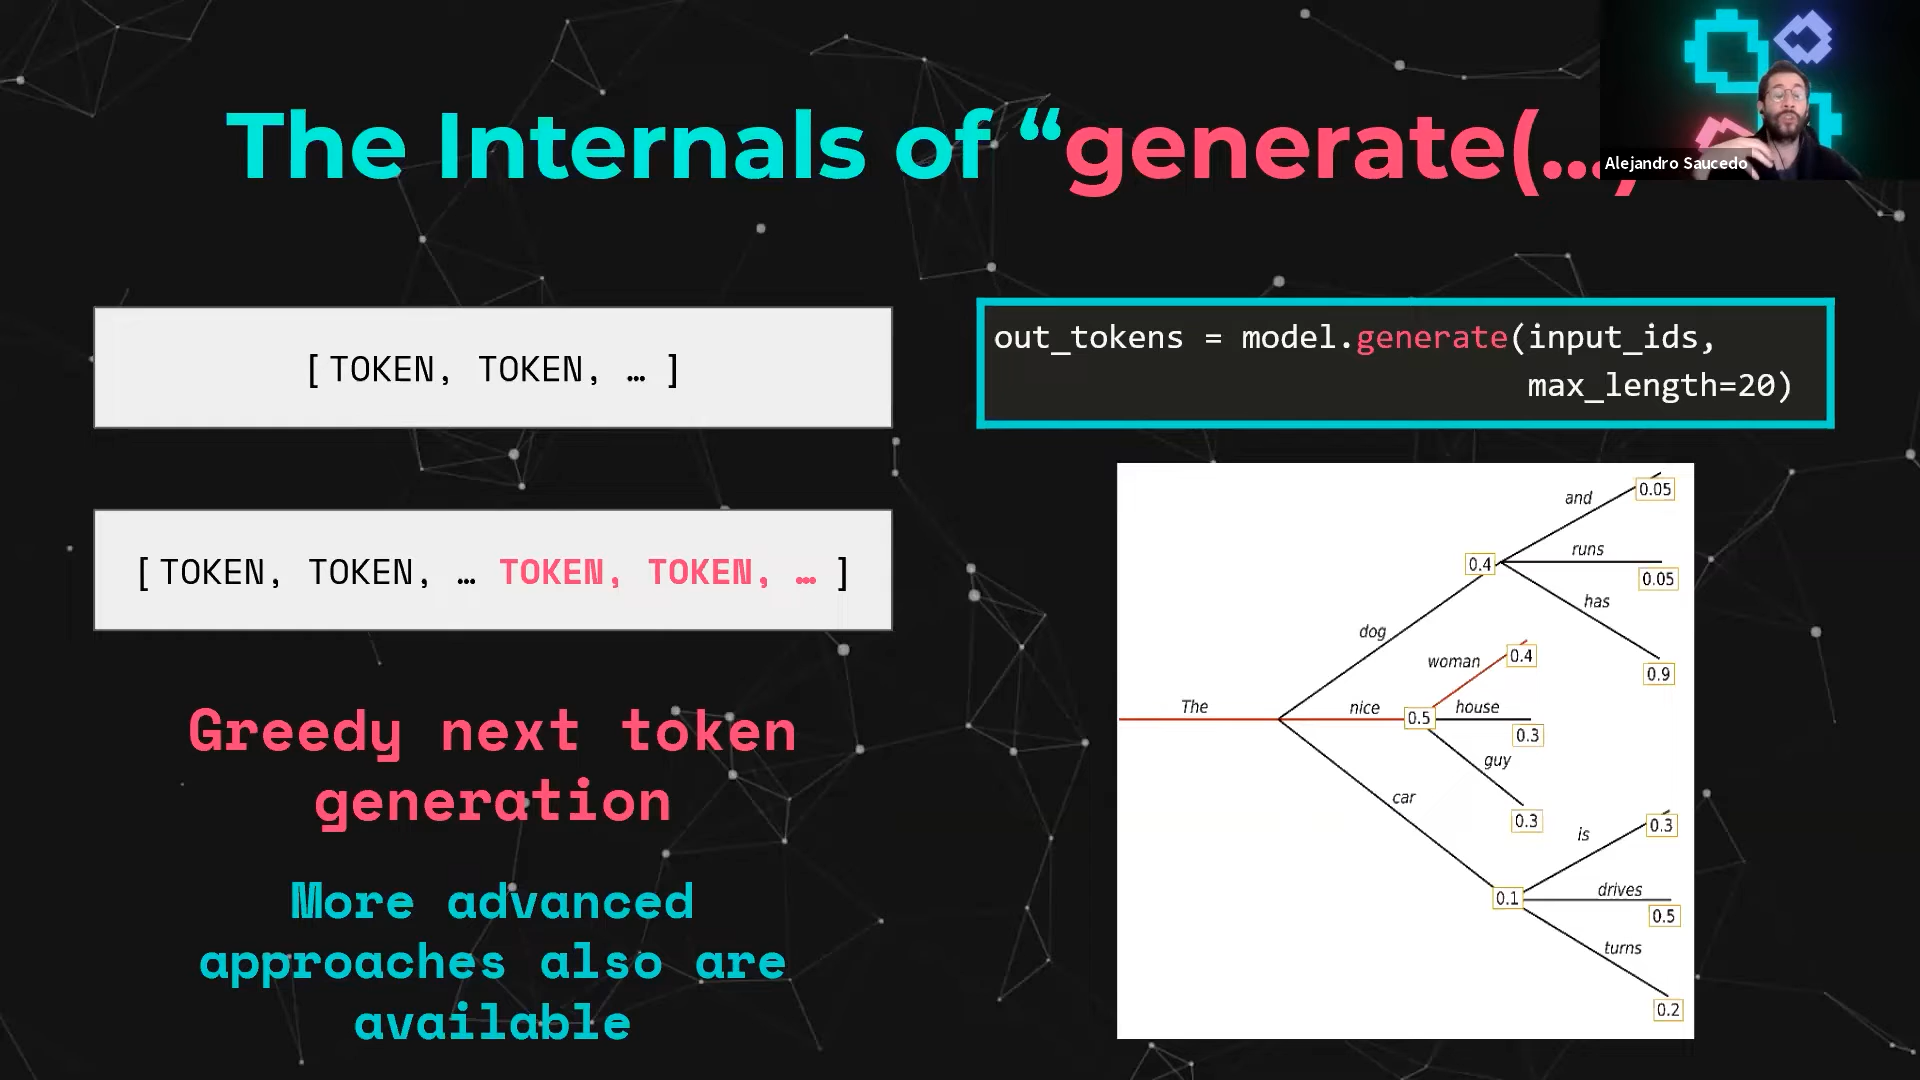 The Internals of “generate(…)
Alejandro Saucedo
[TOKEN, TOKEN, … ]
out_tokens = model.generate(input_ids,
max_length=20)
[TOKEN, TOKEN, … TOKEN, TOKEN, … ]
Greedy next token
generation
More advanced
approaches also are
available
and
0.05
runs
0.4
0.05
has
dog
0.9
woman
0.4
The
nice
0.5
house
0.3
guy
car
0.3
is
0.3
drives
0.1
0.5
turns
0.2